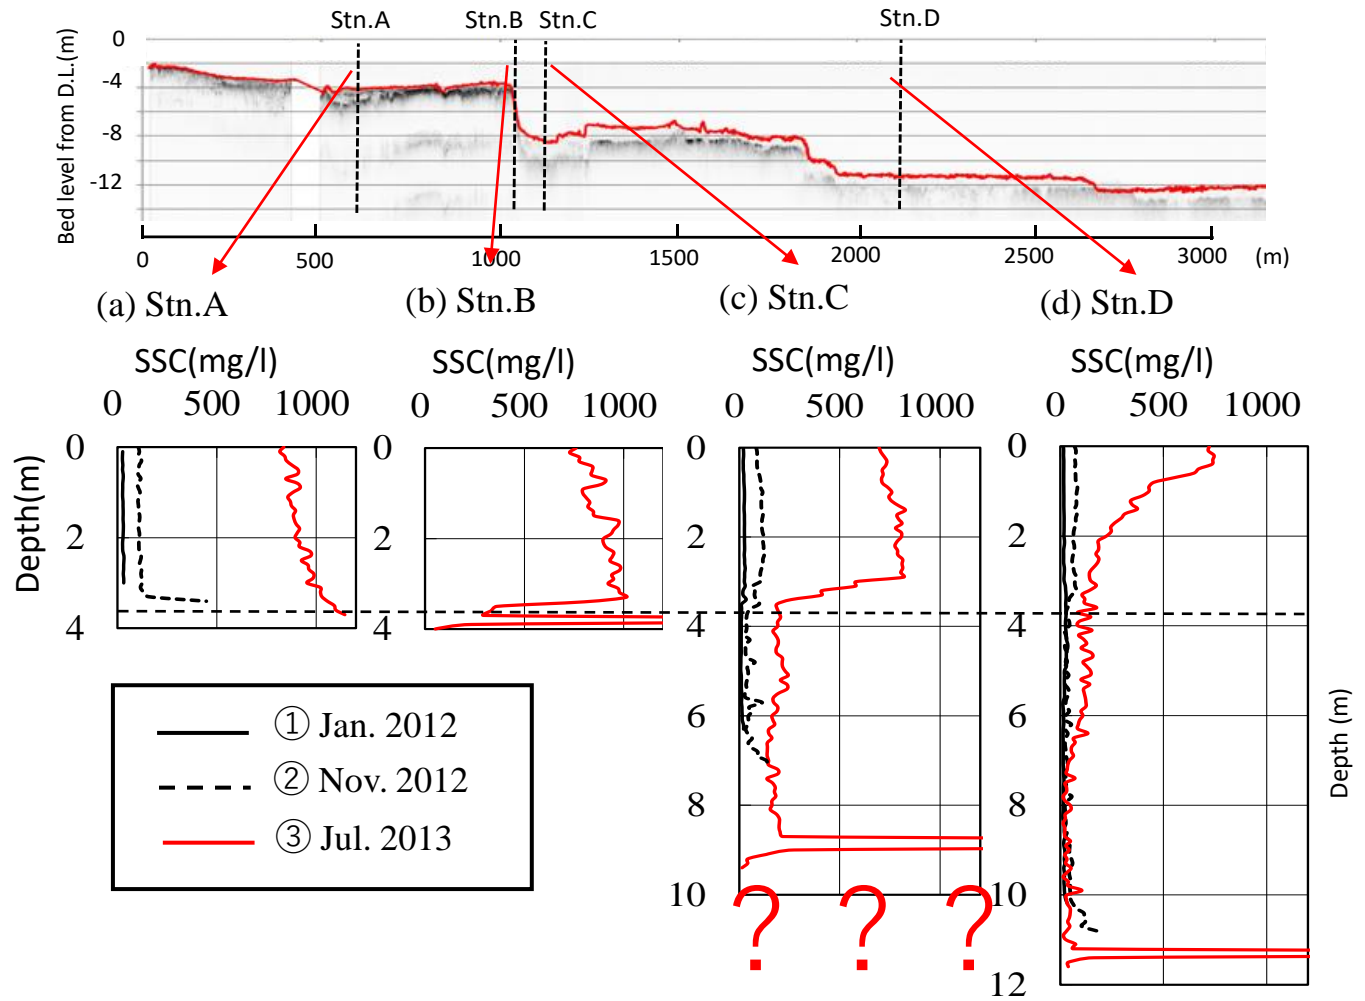 Stn.A
Stn.B
Stn.C
Stn.D
Bed level from D.L.(m)
0
-4
-8
-12
0
500
1000
1500
2000
2500
3000
(m)
(a) Stn.A
(b) Stn.B
(c) Stn.C
(d) Stn.D
SSC(mg/l)
SSC(mg/l)
SSC(mg/l)
SSC(mg/l)
0 500 1000
0 500 1000
0 500 1000
0 500 1000
Depth(m)
0
2
4
0
2
4
0
2
4
6
8
10
0
2
4
6
8
10
12
Depth (m)
① Jan. 2012
② Nov. 2012
③ Jul. 2013
? ? ?